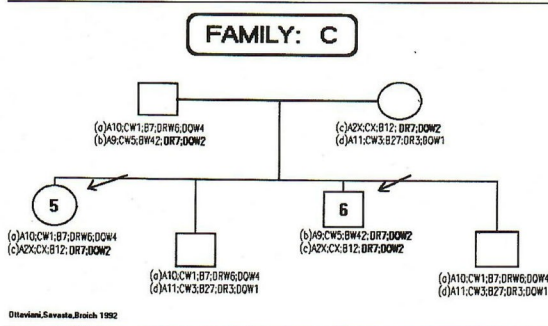 FAMILY: C
(a)A10;CW1;B7;DRW6;DQW4
(b)A9;CW5;BW42;DR7;DQW2
(c)A2X;CX;B12; DR7;DQW2
(d)A11;CW3;B27;DR3;DQW1
5
(a)A10;CW1;B7;DRW6;DQW4
(c)A2X;CX;B12; DR7;DQW2
(a)A10;CW1;B7;DRW6;DQW4
(d)A11;CW3;B27;DR3;DQW1
6
(b)A9;CW5;BW42;DR7;DQW2
(c)A2X;CX;B12; DR7;DQW2
(a)A10;CW1;B7;DRW6;DQW4
(d)A11;CW3;B27;DR3;DQW1
Ottaviani,Savasta,Broich 1992